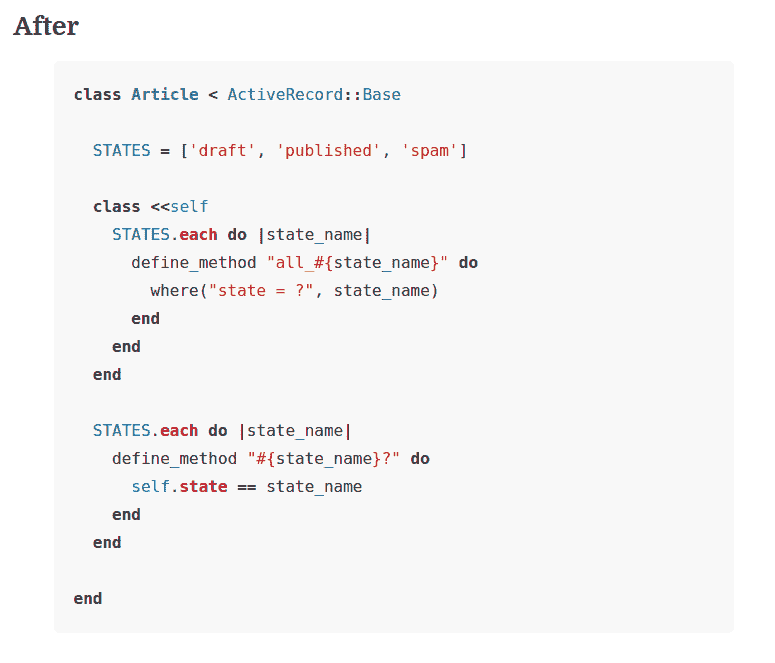 After
class Article < ActiveRecord::Base
STATES = ['draft', 'published', 'spam']
class <<self
STATES.each do |state_name|
define_method "all_#{state_name}" do
where("state = ?", state_name)
end
end
end
STATES.each do |state_name|
define_method "#{state_name}?" do
self.state == state_name
end
end
end